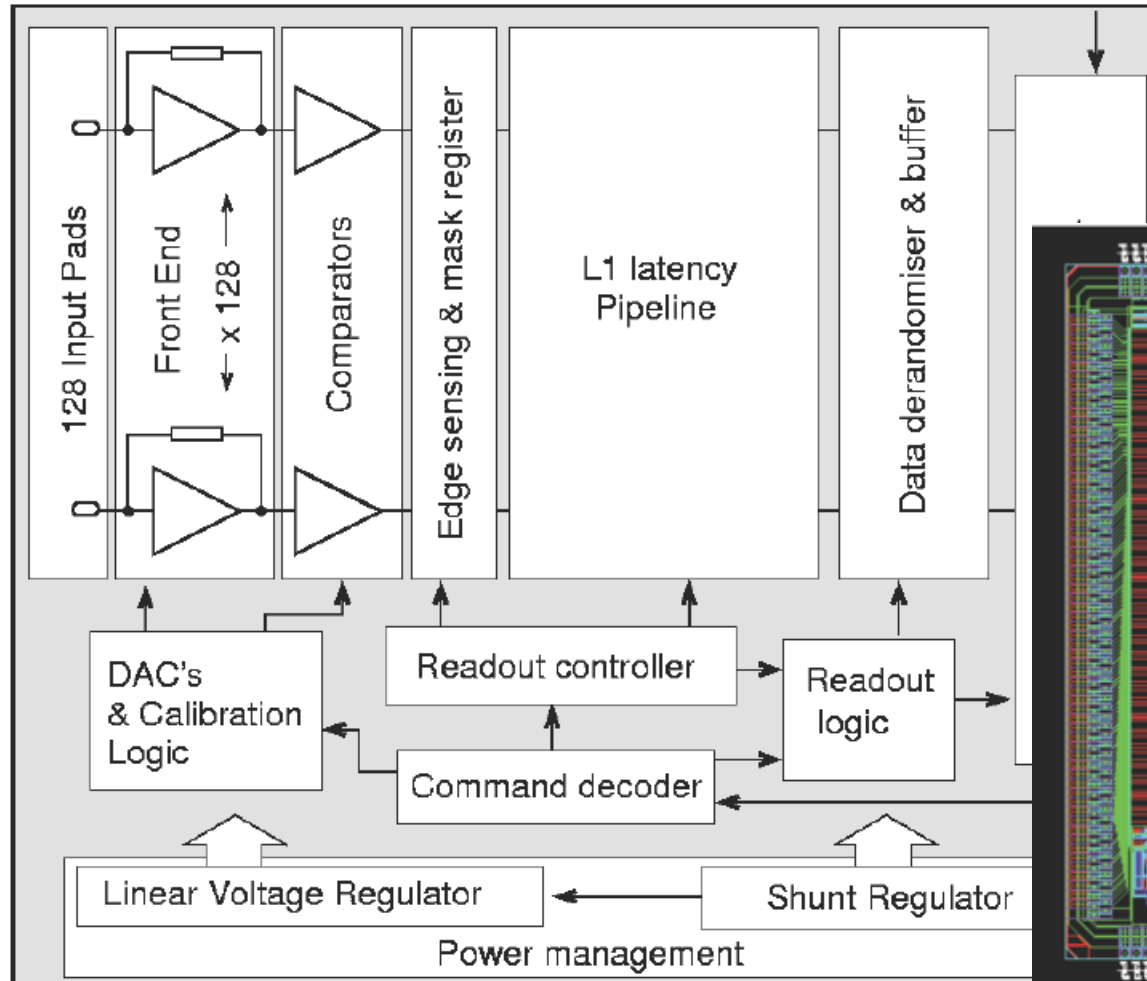 128 Input Pads
Front End
x 128
Comparators
Edge sensing & mask register
L1 latency
Pipeline
Data derandomiser & buffer
DAC's
& Calibration
Logic
Readout controller
Readout
logic
Command decoder
Linear Voltage Regulator
Shunt Regulator
Power management